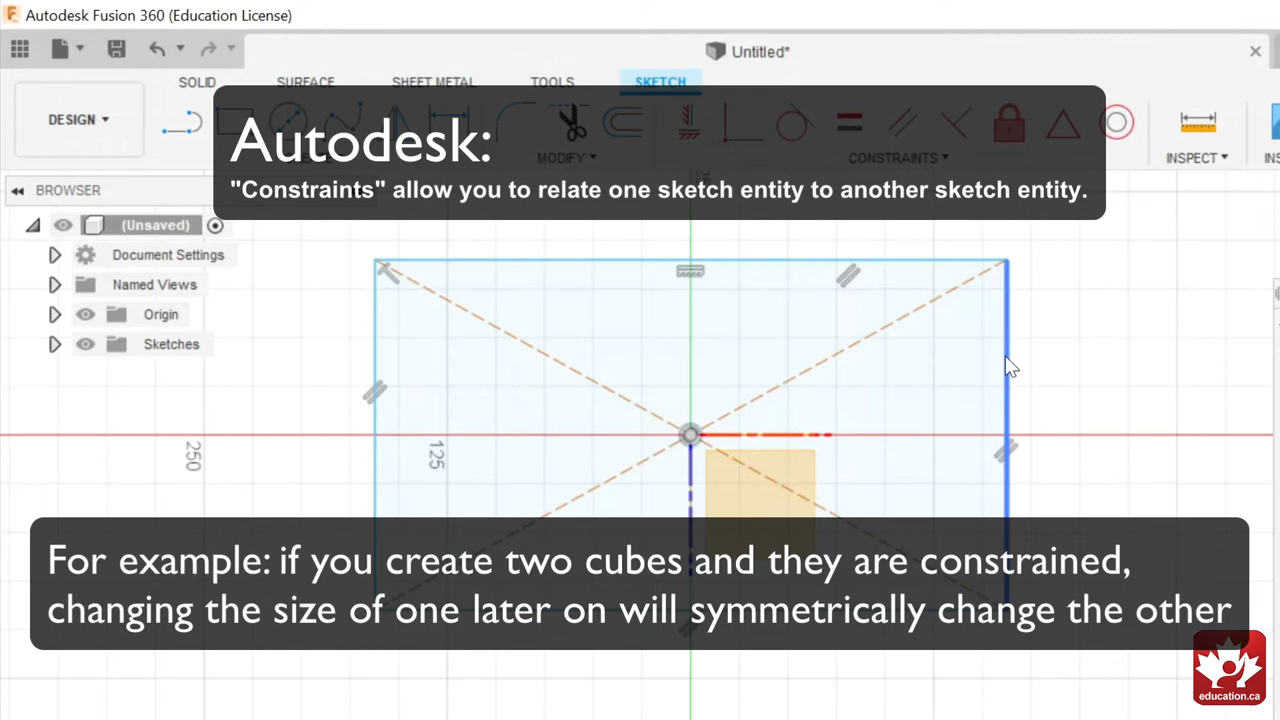 Autodesk Fusion 360 (Education License)
Untitled*
SOLID
SURFACE
SHEET METAL
TOOLS
SKETCH
DESIGN
MODIFY
CONSTRAINTS
INSPECT
Autodesk:
"Constraints" allow you to relate one sketch entity to another sketch entity.
BROWSER
(Unsaved)
Document Settings
Named Views
Origin
Sketches
250
125
For example: if you create two cubes and they are constrained,
changing the size of one later on will symmetrically change the other
education.ca